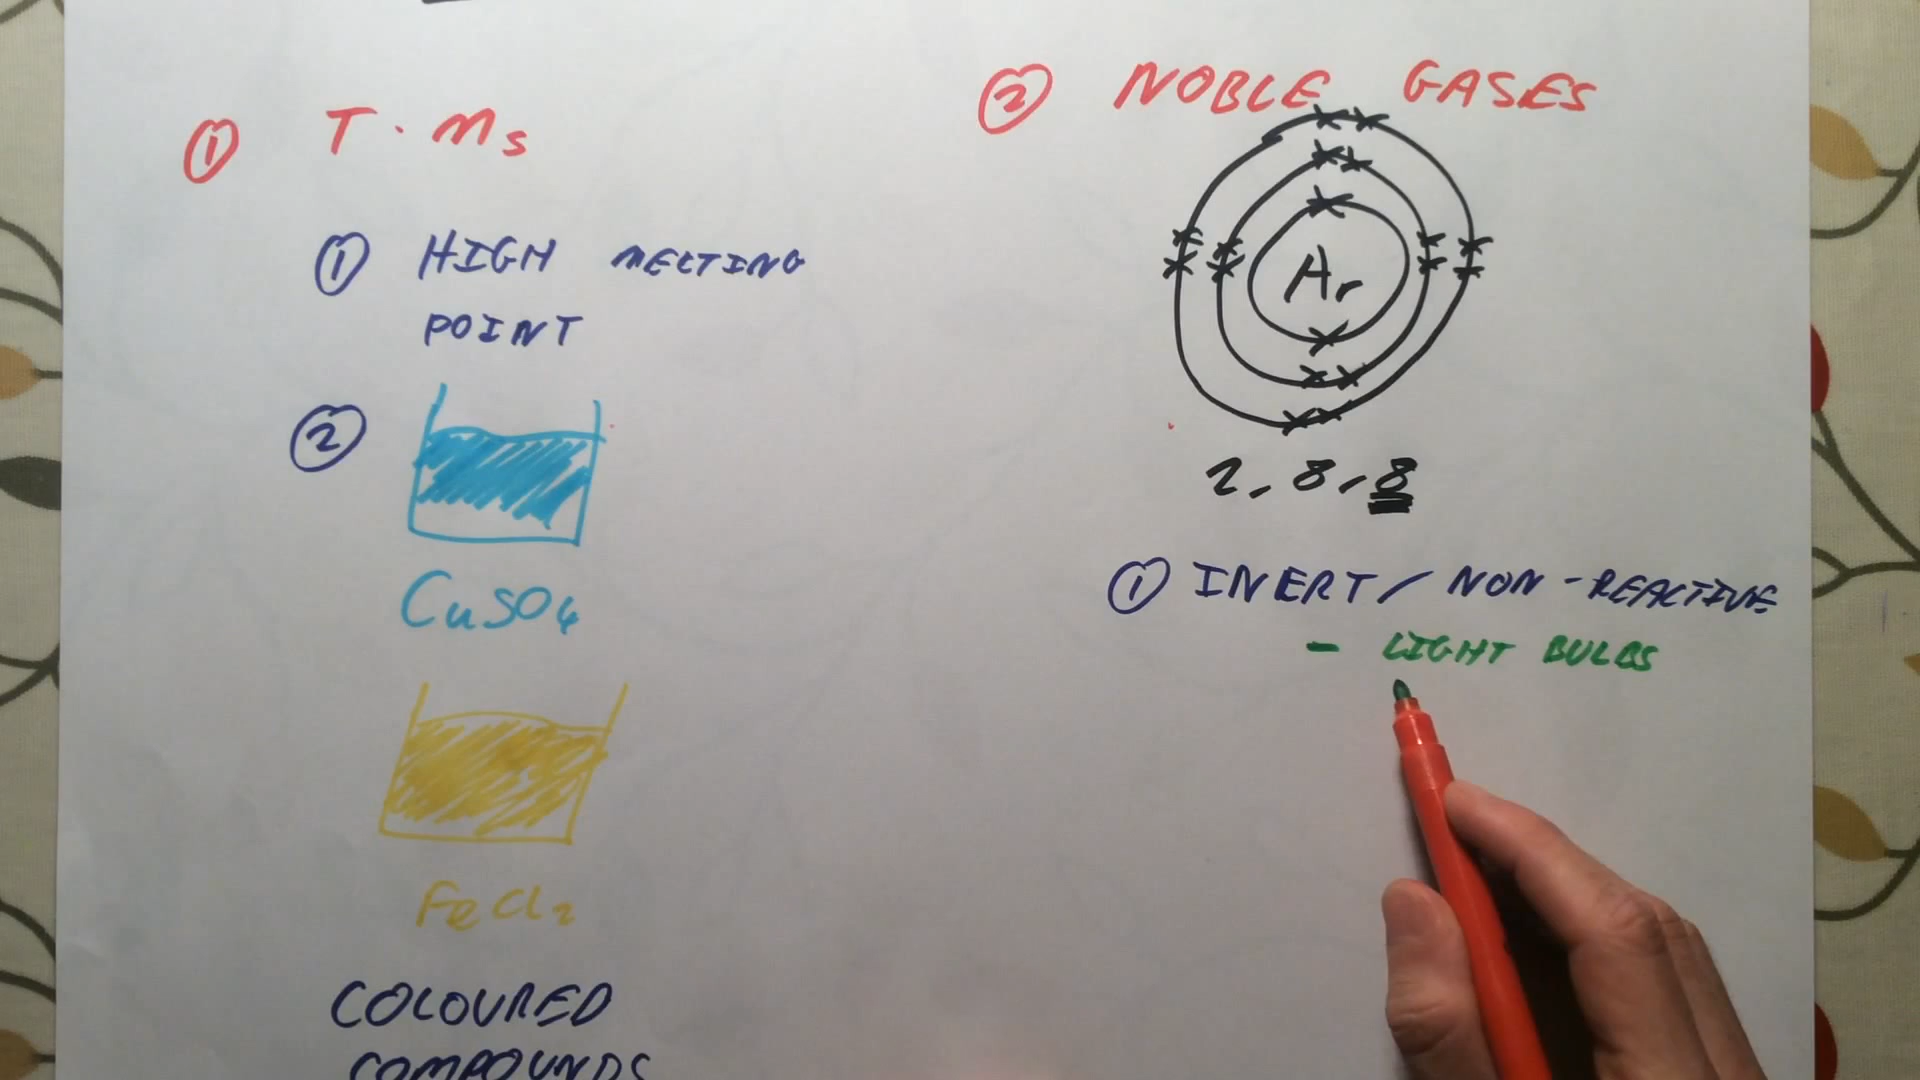 ① T.Ms
① HIGH MELTING
POINT
②
CuSO4
FeCl2
COLOURED
COMPOUNDS
② NOBLE GASES
Ar
2,8,8
① INERT/NON-REACTIVE
- LIGHT BULBS